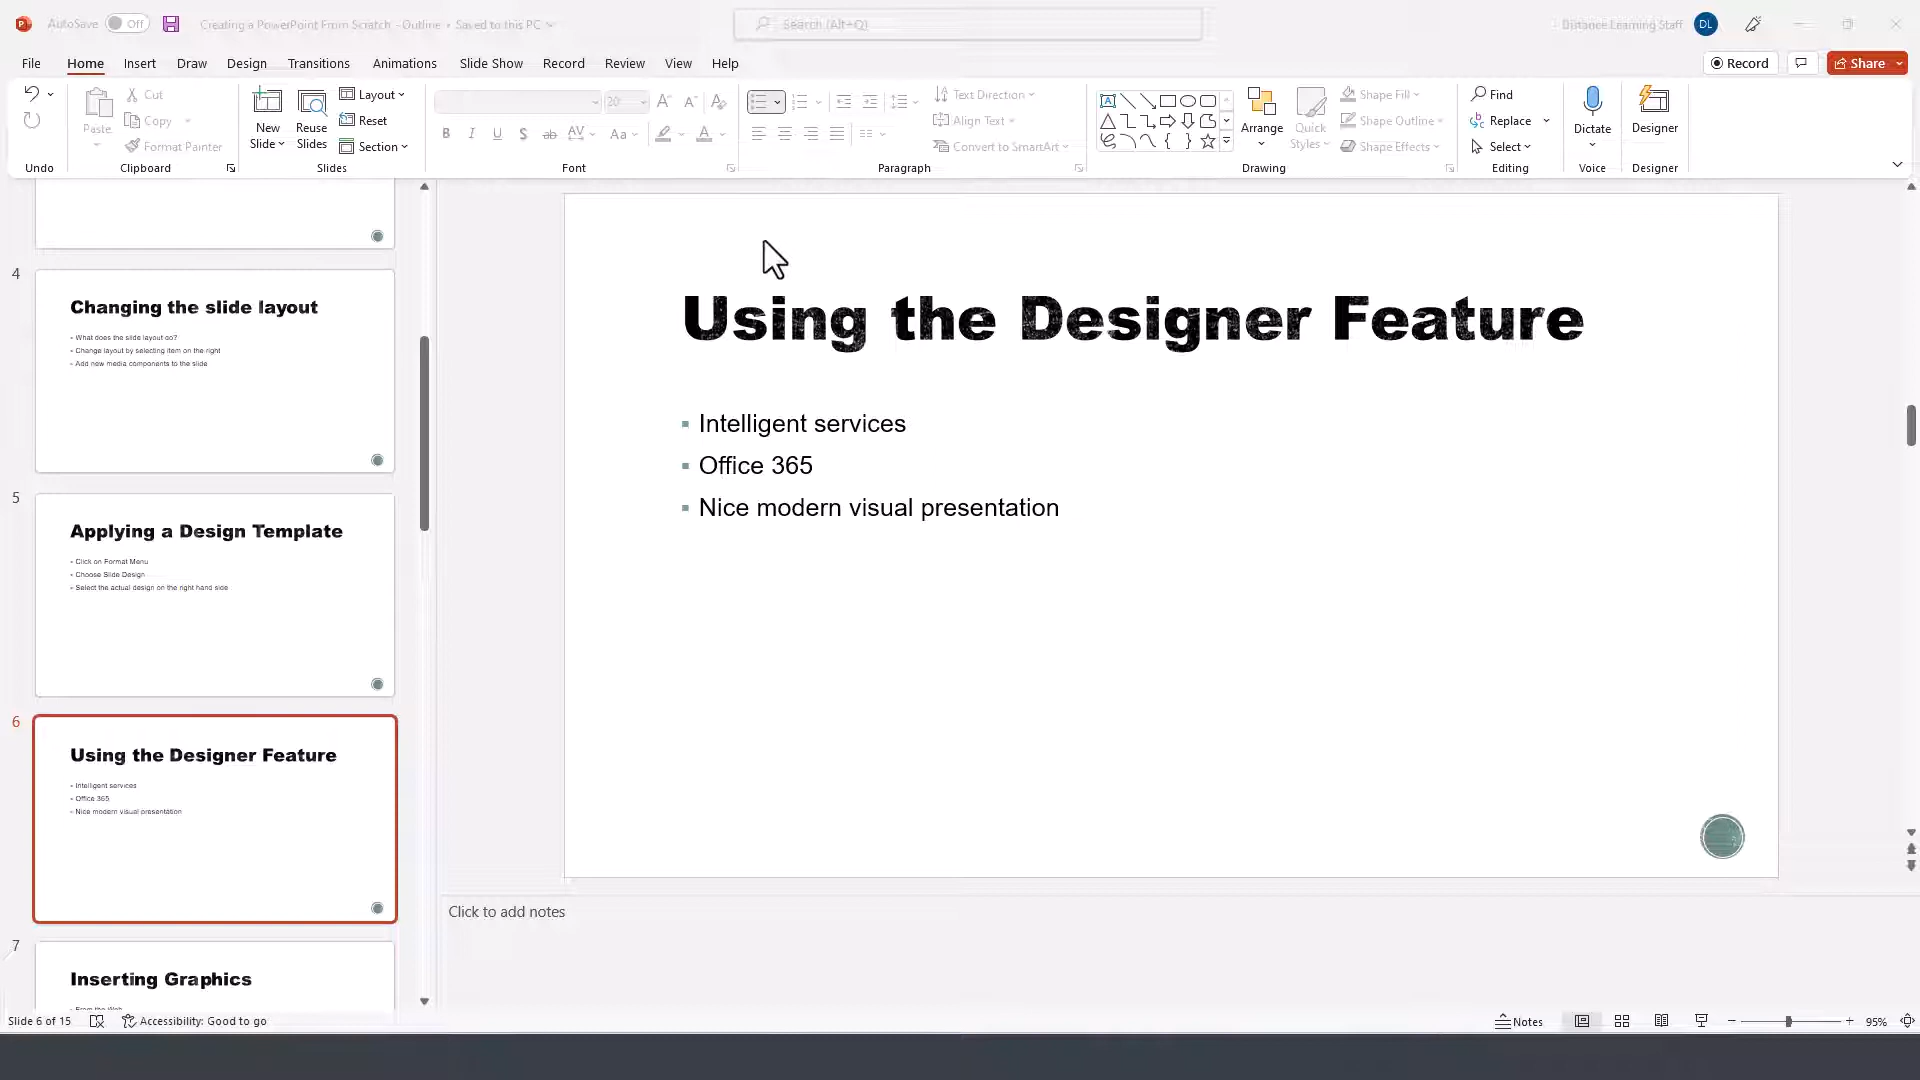 AutoSave Off Creating a PowerPoint From Scratch - Outline • Saved to this PC Search (Alt+Q) Distance Learning Staff DL
File Home Insert Draw Design Transitions Animations Slide Show Record Review View Help Record Share
Paste
Cut
Copy
Format Painter
New Slide
Reuse Slides
Layout
Reset
Section
20
B I U S ab AV Aa A
Text Direction
Align Text
Convert to SmartArt
Arrange
Quick Styles
Shape Fill
Shape Outline
Shape Effects
Find
Replace
Select
Dictate
Designer
Undo Clipboard Slides Font Paragraph Drawing Editing Voice Designer
4
Changing the slide layout
What does the slide layout do?
Change layout by selecting item on the right
Add new media components to the slide
5
Applying a Design Template
Click on Format Menu
Choose Slide Design
Select the actual design on the right hand side
6
Using the Designer Feature
Intelligent services
Office 365
Nice modern visual presentation
7
Inserting Graphics
From the Web
Using the Designer Feature
Intelligent services
Office 365
Nice modern visual presentation
Click to add notes
Slide 6 of 15 Accessibility: Good to go Notes 95%